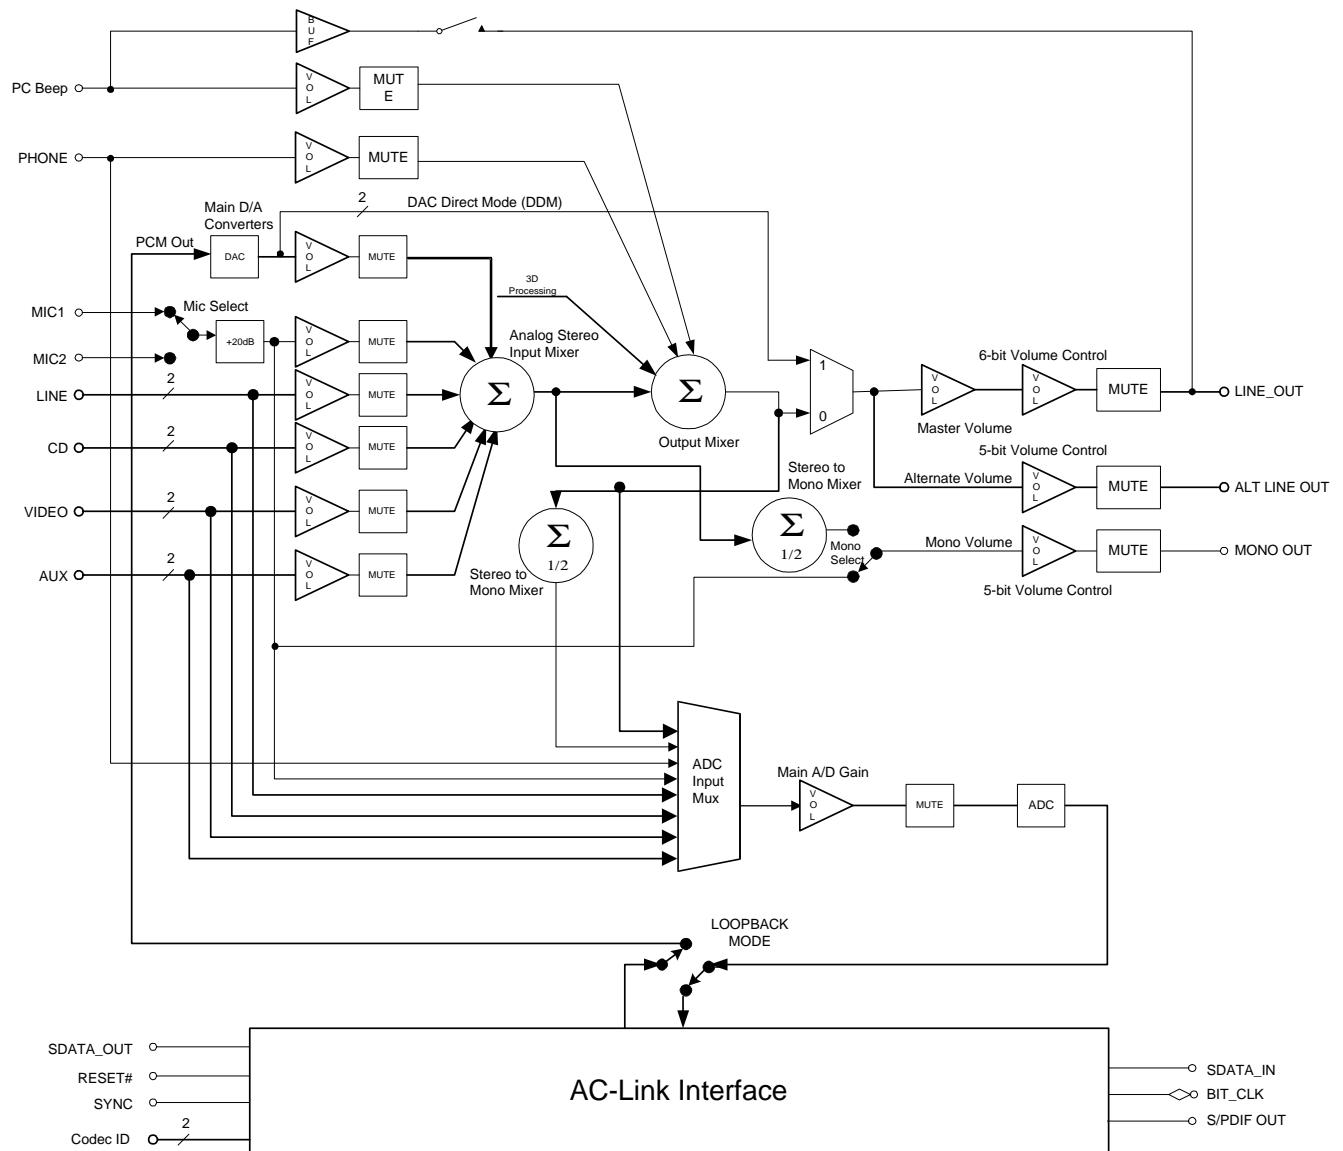 B
U
F
PC Beep
V
O
L
MUT
E
PHONE
V
O
L
MUTE
2
DAC Direct Mode (DDM)
Main D/A
Converters
PCM Out
DAC
V
O
L
MUTE
3D
Processing
MIC1
Mic Select
+20dB
MIC2
V
O
L
MUTE
Analog Stereo
Input Mixer
Σ
Σ
Output Mixer
1
0
V
O
L
Master Volume
6-bit Volume Control
V
O
L
MUTE
LINE_OUT
LINE
2
V
O
L
MUTE
CD
2
V
O
L
MUTE
5-bit Volume Control
Alternate Volume
V
O
L
MUTE
ALT LINE OUT
Stereo to
Mono Mixer
Σ
1/2
Mono
Select
VIDEO
2
V
O
L
MUTE
Σ
1/2
Stereo to
Mono Mixer
Mono Volume
V
O
L
MUTE
MONO OUT
5-bit Volume Control
AUX
2
V
O
L
MUTE
ADC
Input
Mux
Main A/D Gain
V
O
L
MUTE
ADC
LOOPBACK
MODE
SDATA_OUT
RESET#
SYNC
Codec ID
2
AC-Link Interface
SDATA_IN
BIT_CLK
S/PDIF OUT